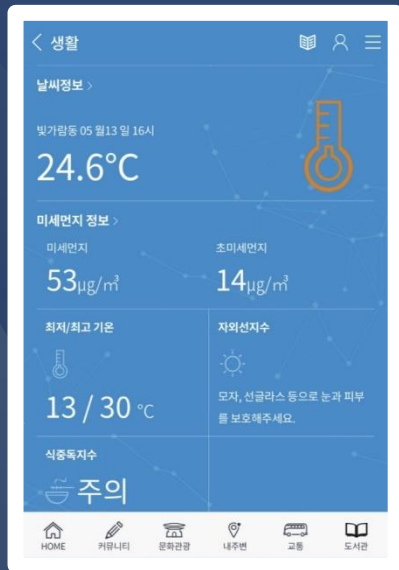 생활
날씨정보 >
빛가람동 05 월13 일 16시
24.6°C
미세먼지 정보 >
미세먼지
초미세먼지
53µg/㎥
14µg/㎥
최저/최고 기온
자외선지수
13 / 30 °C
모자, 선글라스 등으로 눈과 피부
를 보호해주세요.
식중독지수
주의
HOME
커뮤니티
문화관광
내주변
교통
도서관